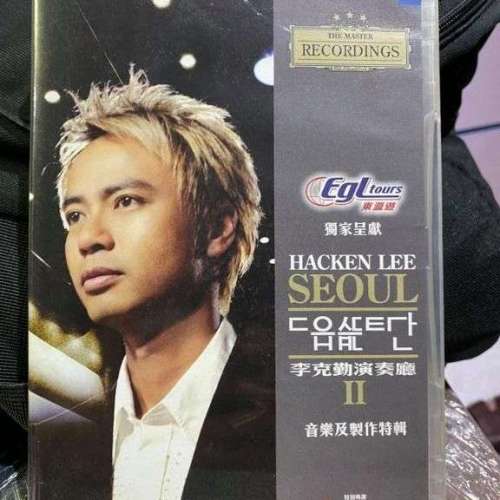 THE MASTER
RECORDINGS
Egl tours
東瀛遊
獨家呈獻
HACKEN LEE
SEOUL
李克勤演奏廳
II
音樂及製作特輯